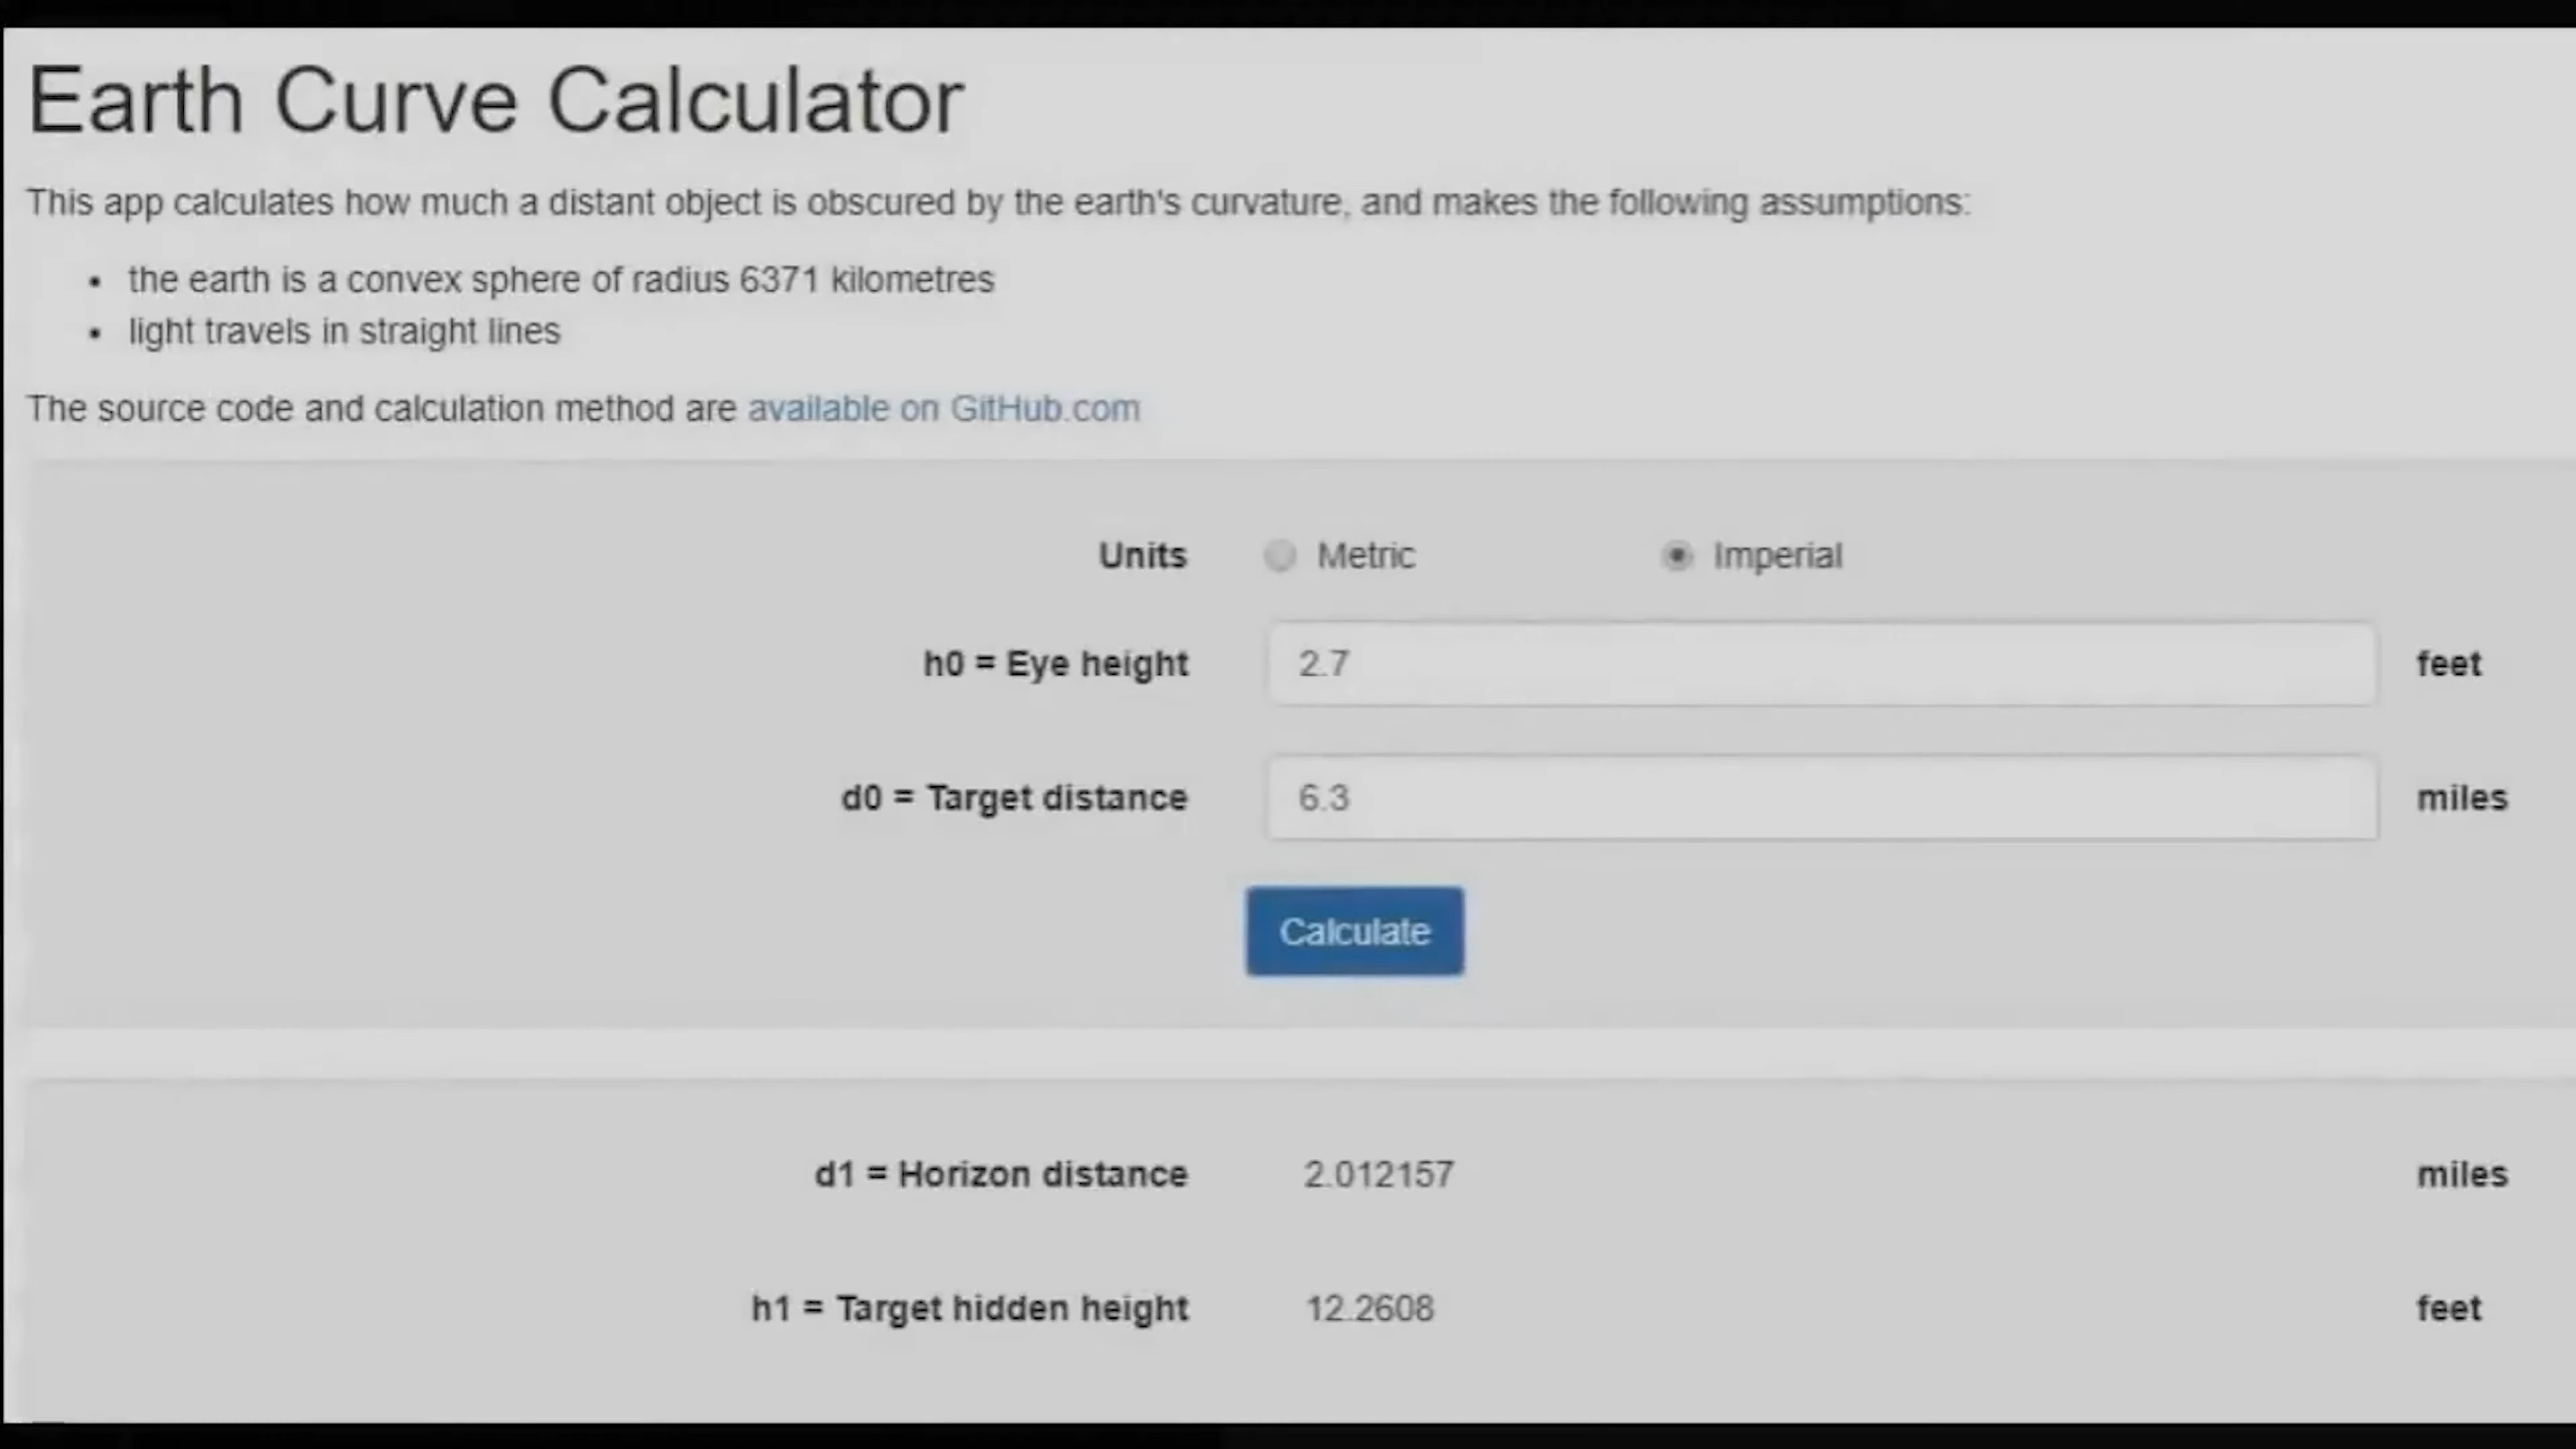 Earth Curve Calculator
This app calculates how much a distant object is obscured by the earth's curvature, and makes the following assumptions:
• the earth is a convex sphere of radius 6371 kilometres
• light travels in straight lines
The source code and calculation method are available on GitHub.com
Units Metric Imperial
h0 = Eye height 2.7 feet
d0 = Target distance 6.3 miles
Calculate
d1 = Horizon distance 2.012157 miles
h1 = Target hidden height 12.2608 feet